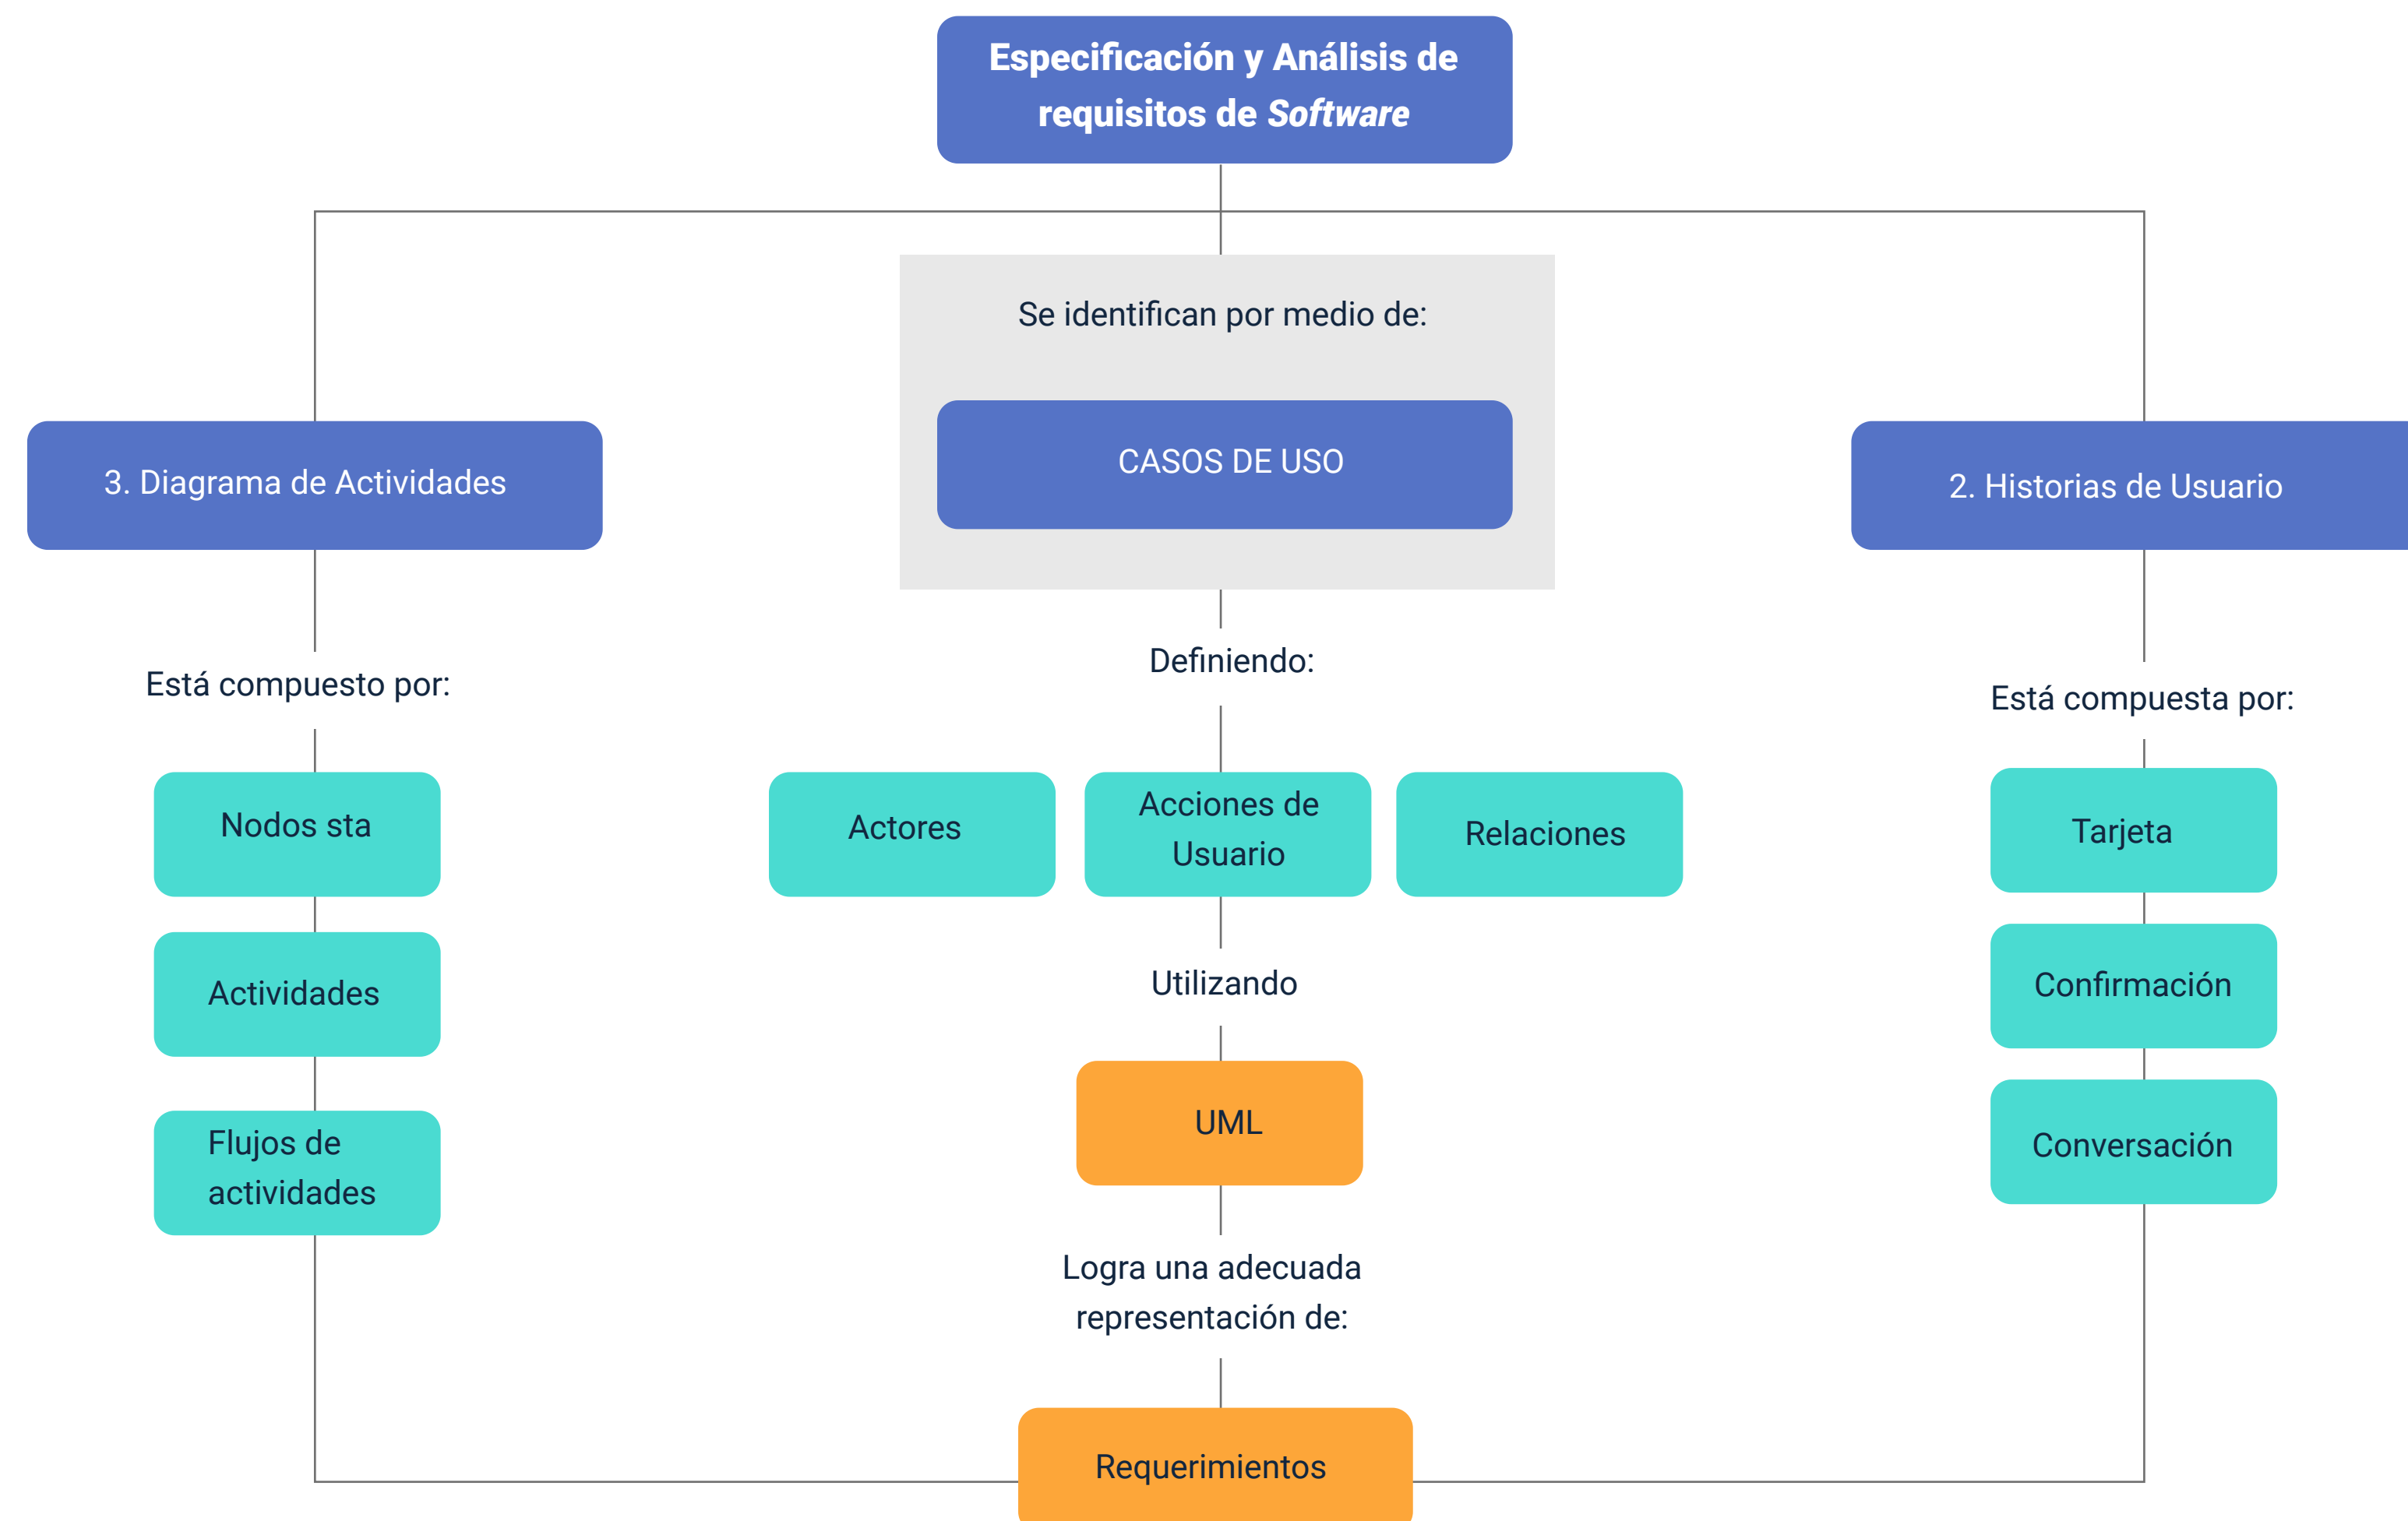 Especificación y Análisis de
requisitos de Software
Se identifican por medio de:
CASOS DE USO
3. Diagrama de Actividades
2. Historias de Usuario
Definiendo:
Está compuesto por:
Está compuesta por:
Nodos sta
Actores
Acciones de
Usuario
Relaciones
Tarjeta
Actividades
Utilizando
Confirmación
UML
Flujos de
actividades
Conversación
Logra una adecuada
representación de:
Requerimientos